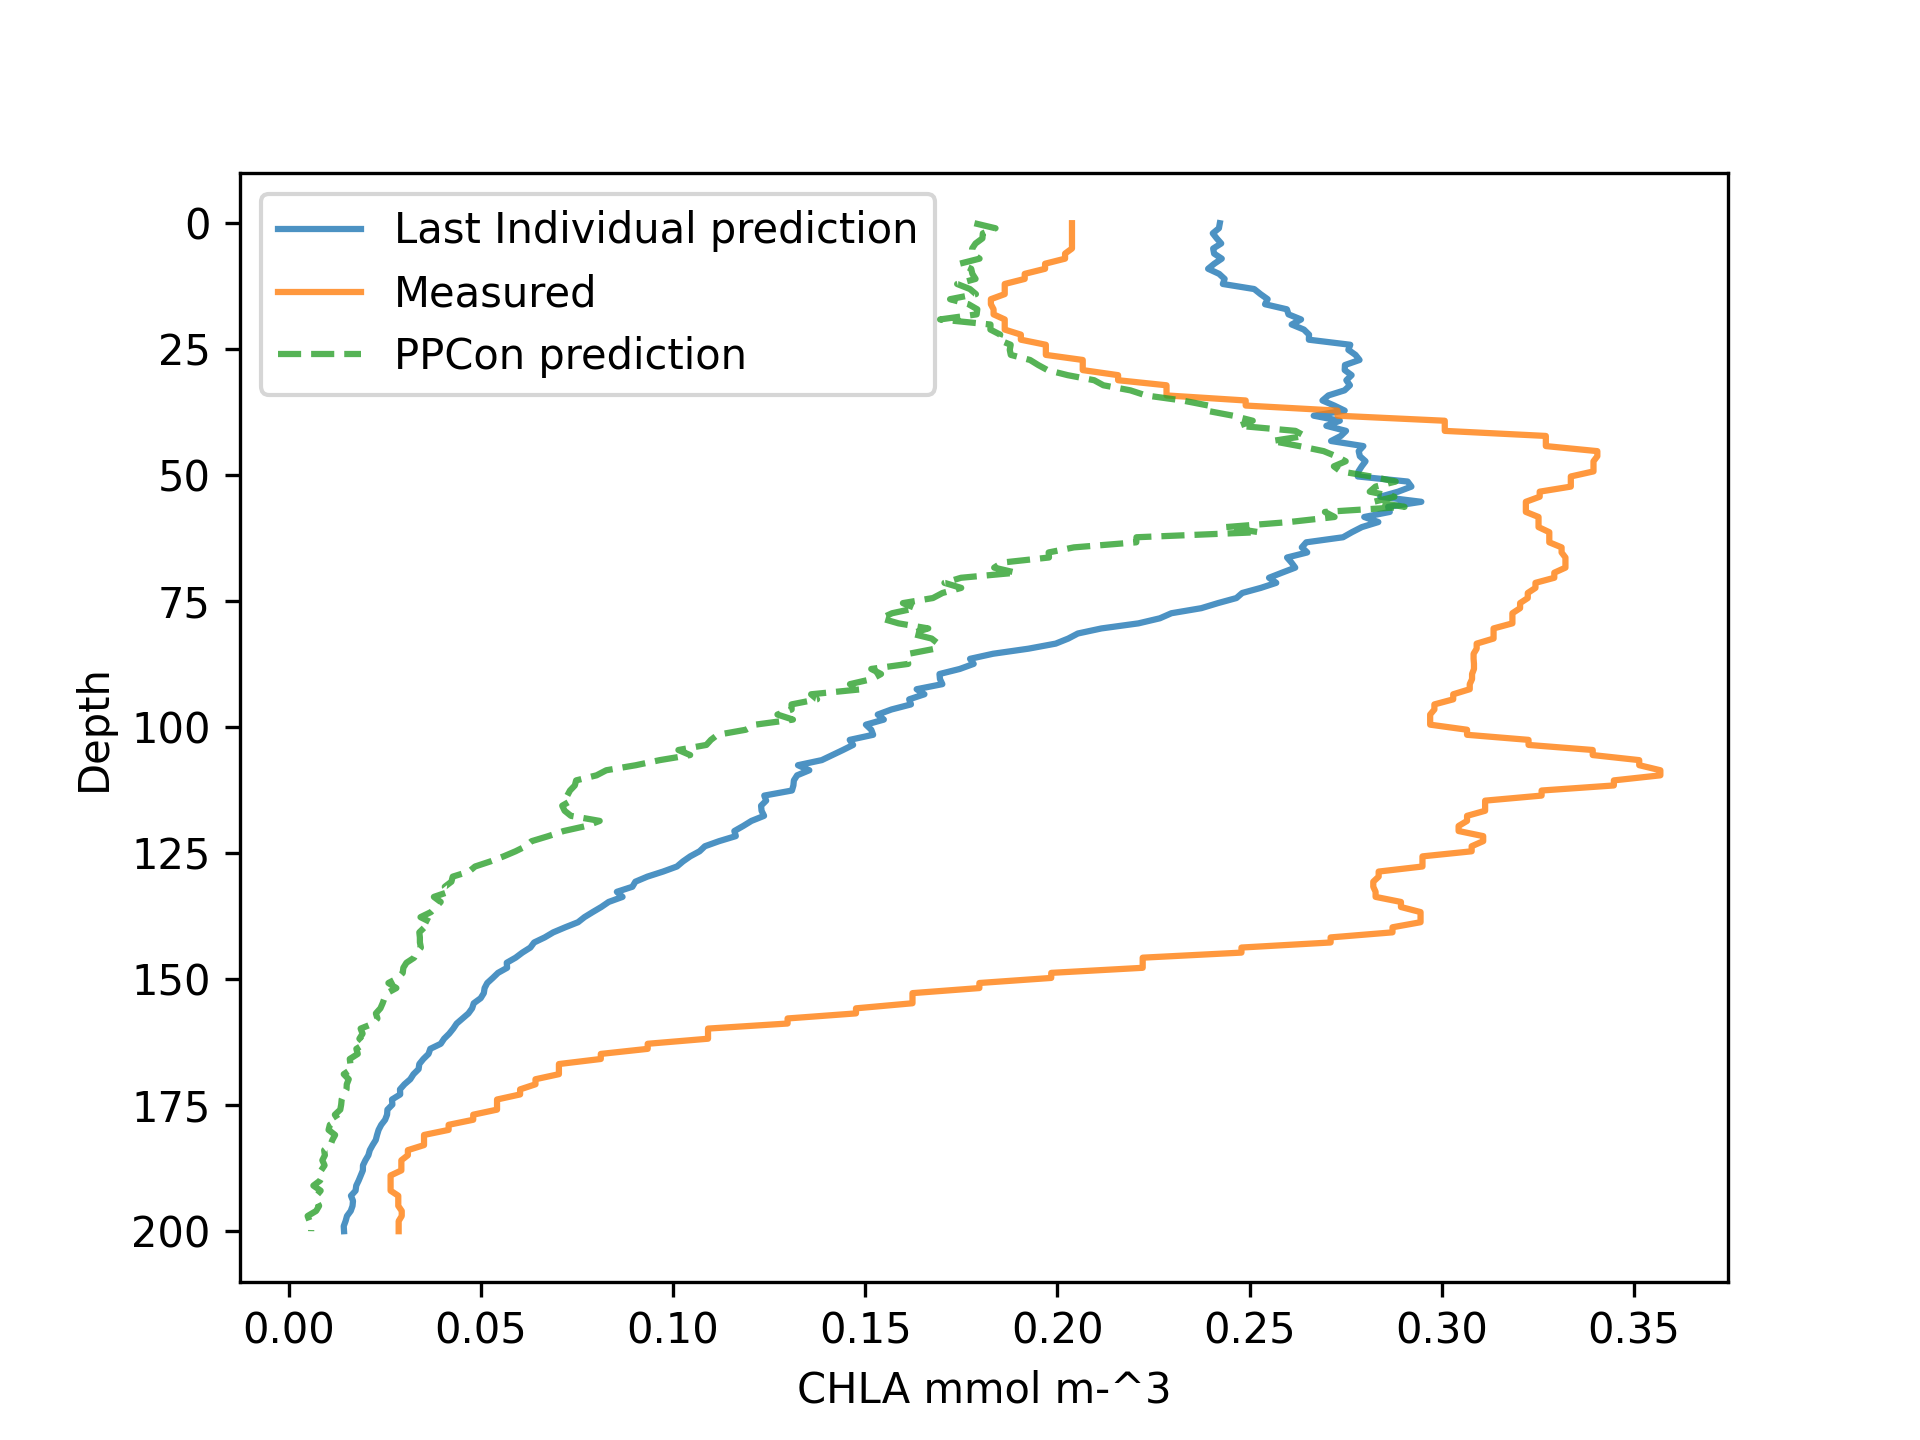 Last Individual prediction
Measured
PPCon prediction
0
25
50
75
100
125
150
175
200
Depth
0.00 0.05 0.10 0.15 0.20 0.25 0.30 0.35
CHLA mmol m-^3